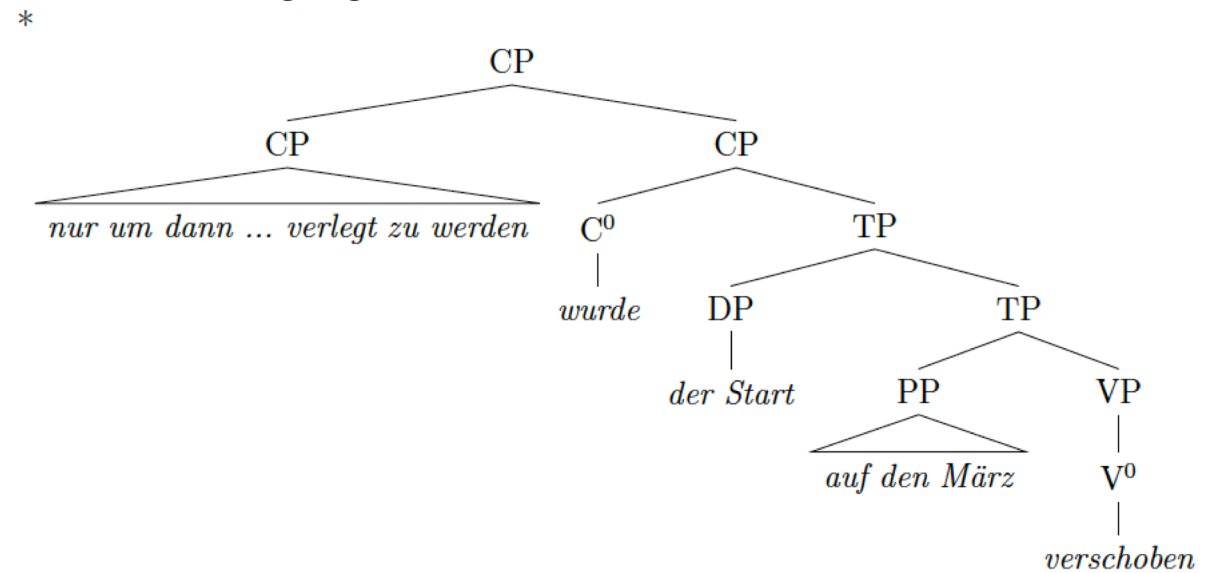 *
CP
CP CP
nur um dann ... verlegt zu werden C⁰ TP
wurde DP TP
der Start PP VP
auf den März V⁰
verschoben